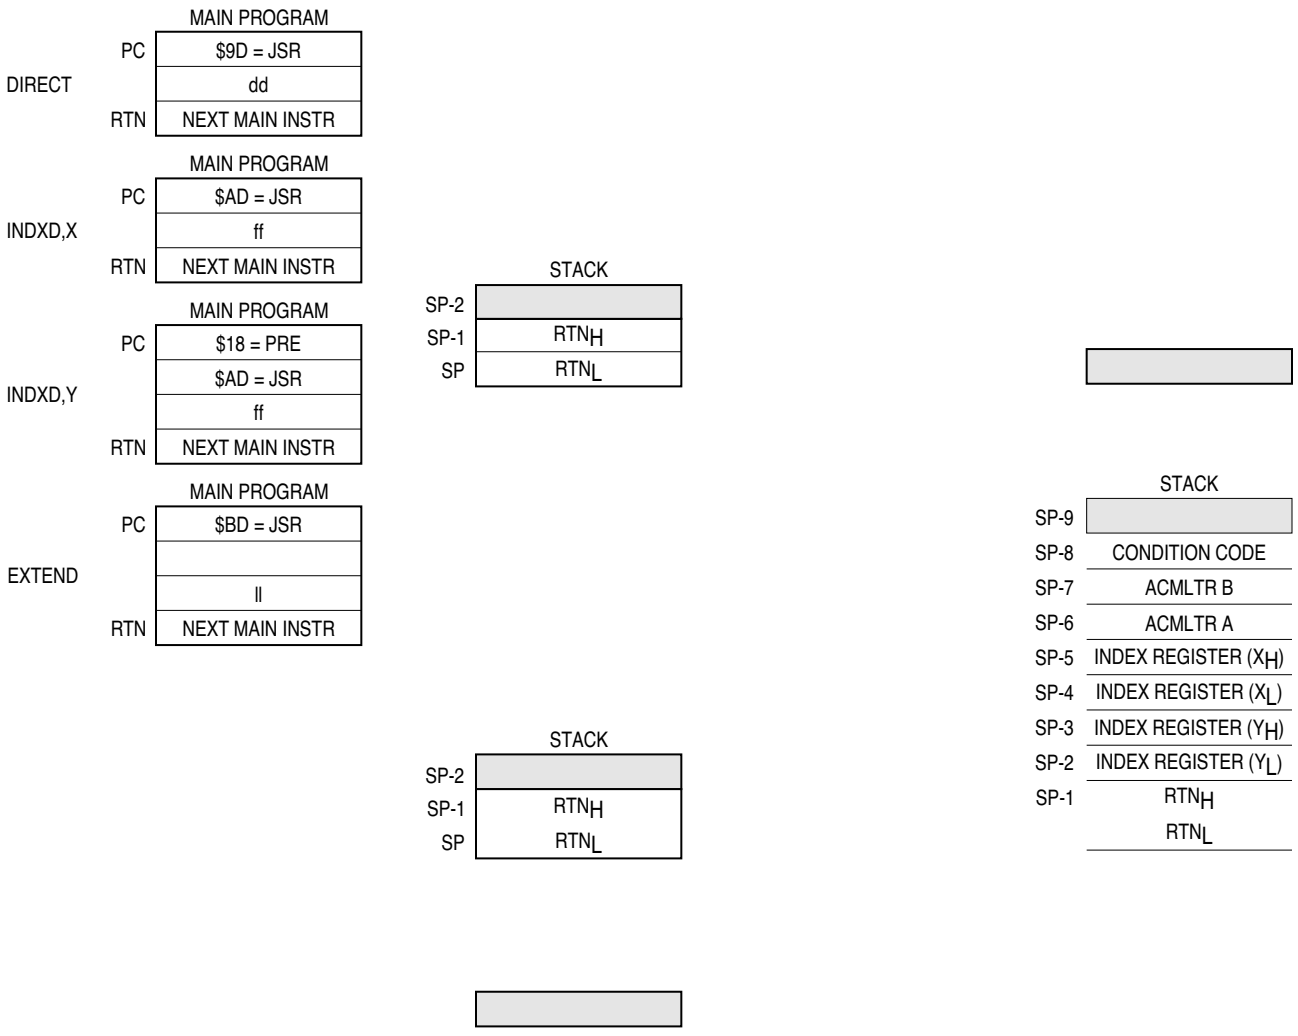 MAIN PROGRAM
PC $9D = JSR
DIRECT dd
RTN NEXT MAIN INSTR
MAIN PROGRAM
PC $AD = JSR
INDXD,X ff
RTN NEXT MAIN INSTR
MAIN PROGRAM
PC $18 = PRE
$AD = JSR
INDXD,Y
ff
RTN NEXT MAIN INSTR
MAIN PROGRAM
PC $BD = JSR
EXTEND
ll
RTN NEXT MAIN INSTR
STACK
SP-2
SP-1 RTNH
SP RTNL
STACK
SP-2
SP-1 RTNH
SP RTNL
STACK
SP-9
SP-8 CONDITION CODE
SP-7 ACMLTR B
SP-6 ACMLTR A
SP-5 INDEX REGISTER (XH)
SP-4 INDEX REGISTER (XL)
SP-3 INDEX REGISTER (YH)
SP-2 INDEX REGISTER (YL)
SP-1 RTNH
RTNL